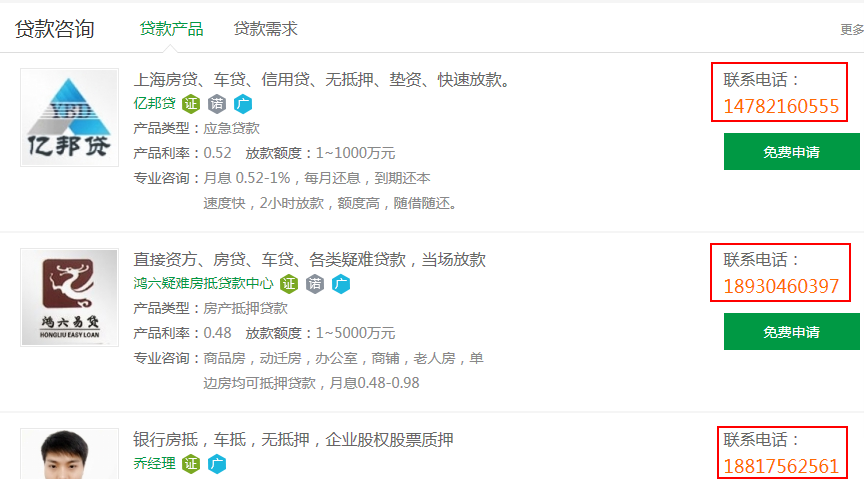 贷款咨询 贷款产品 贷款需求 更多
YBD
亿邦贷
上海房贷、车贷、信用贷、无抵押、垫资、快速放款。
亿邦贷 证 诺 广
产品类型：应急贷款
产品利率：0.52 放款额度：1~1000万元
专业咨询：月息 0.52-1%，每月还息，到期还本
速度快，2小时放款，额度高，随借随还。
联系电话：
14782160555
免费申请
鸿六易贷
HONGLIU EASY LOAN
直接资方、房贷、车贷、各类疑难贷款，当场放款
鸿六疑难房抵贷款中心 证 诺 广
产品类型：房产抵押贷款
产品利率：0.48 放款额度：1~5000万元
专业咨询：商品房，动迁房，办公室，商铺，老人房，单
边房均可抵押贷款，月息0.48-0.98
联系电话：
18930460397
免费申请
银行房抵，车抵，无抵押，企业股权股票质押
乔经理 证 广
联系电话：
18817562561